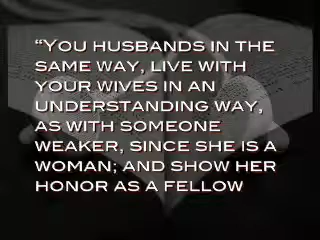 “You husbands in the
same way, live with
your wives in an
understanding way,
as with someone
weaker, since she is a
woman; and show her
honor as a fellow